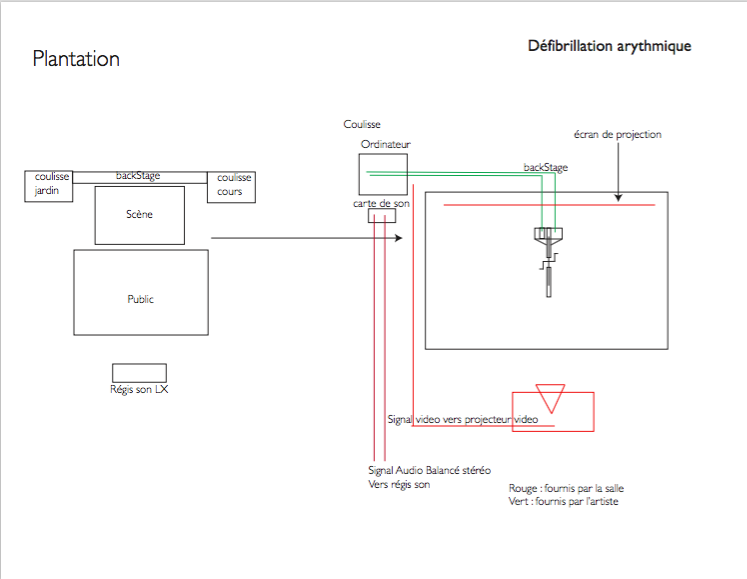 Défibrillation arythmique
Plantation
Coulisse
Ordinateur
écran de projection
backStage
coulisse
jardin
backStage
coulisse
cours
carte de son
Scène
Public
Régis son LX
Signal video vers projecteur video
Signal Audio Balancé stéréo
Vers régis son
Rouge : fournis par la salle
Vert : fournis par l'artiste